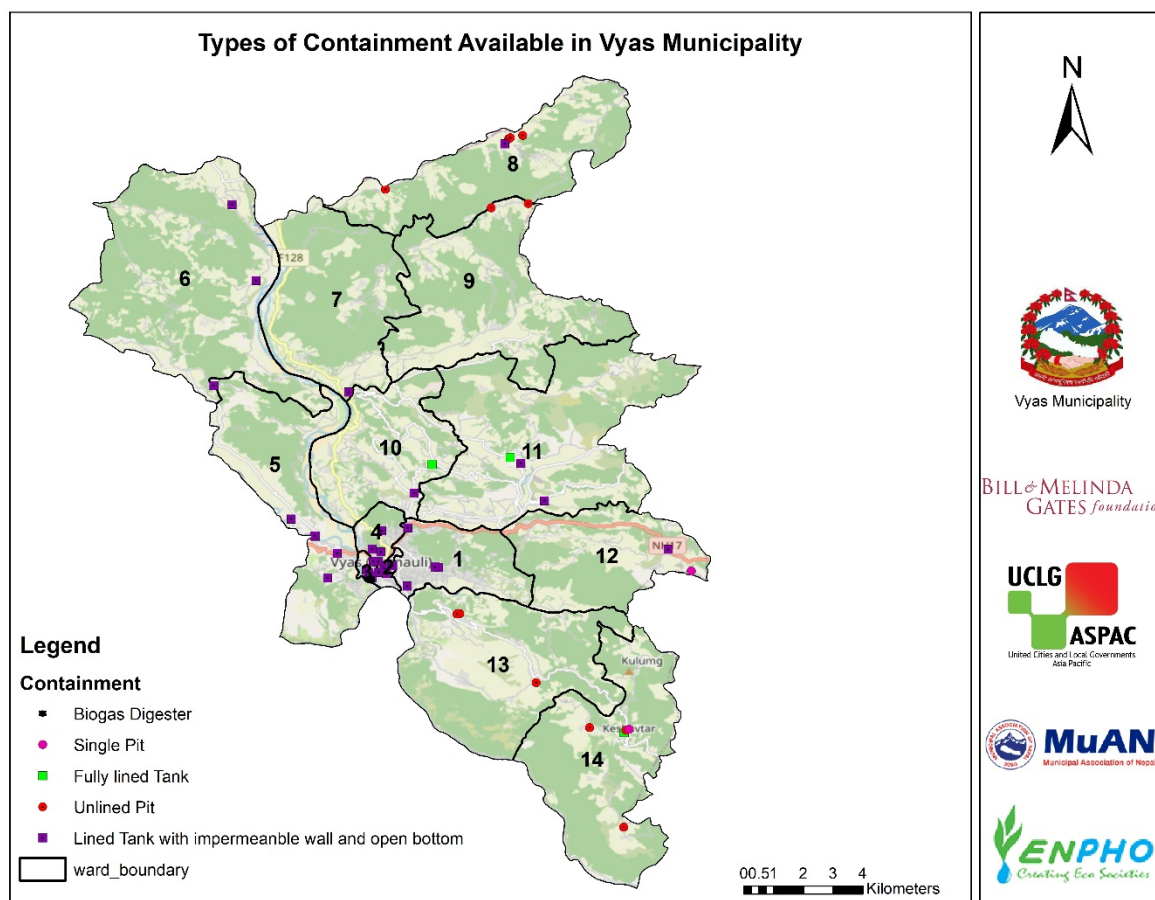 Types of Containment Available in Vyas Municipality
8
6
F128
7
9
10
11
5
4
1
12
NH17
2
3
13
Kulumg
14
Legend
Containment
Biogas Digester
Single Pit
Fully lined Tank
Unlined Pit
Lined Tank with impermeanble wall and open bottom
ward_boundary
00.51 2 3 4
Kilometers
N
Vyas Municipality
BILL & MELINDA
GATES foundatio
UCLG
ASPAC
United Cities and Local Governments
Asia Pacific
MuAN
Municipal Association of Nepal
ENPHO
Creating Eco Societies